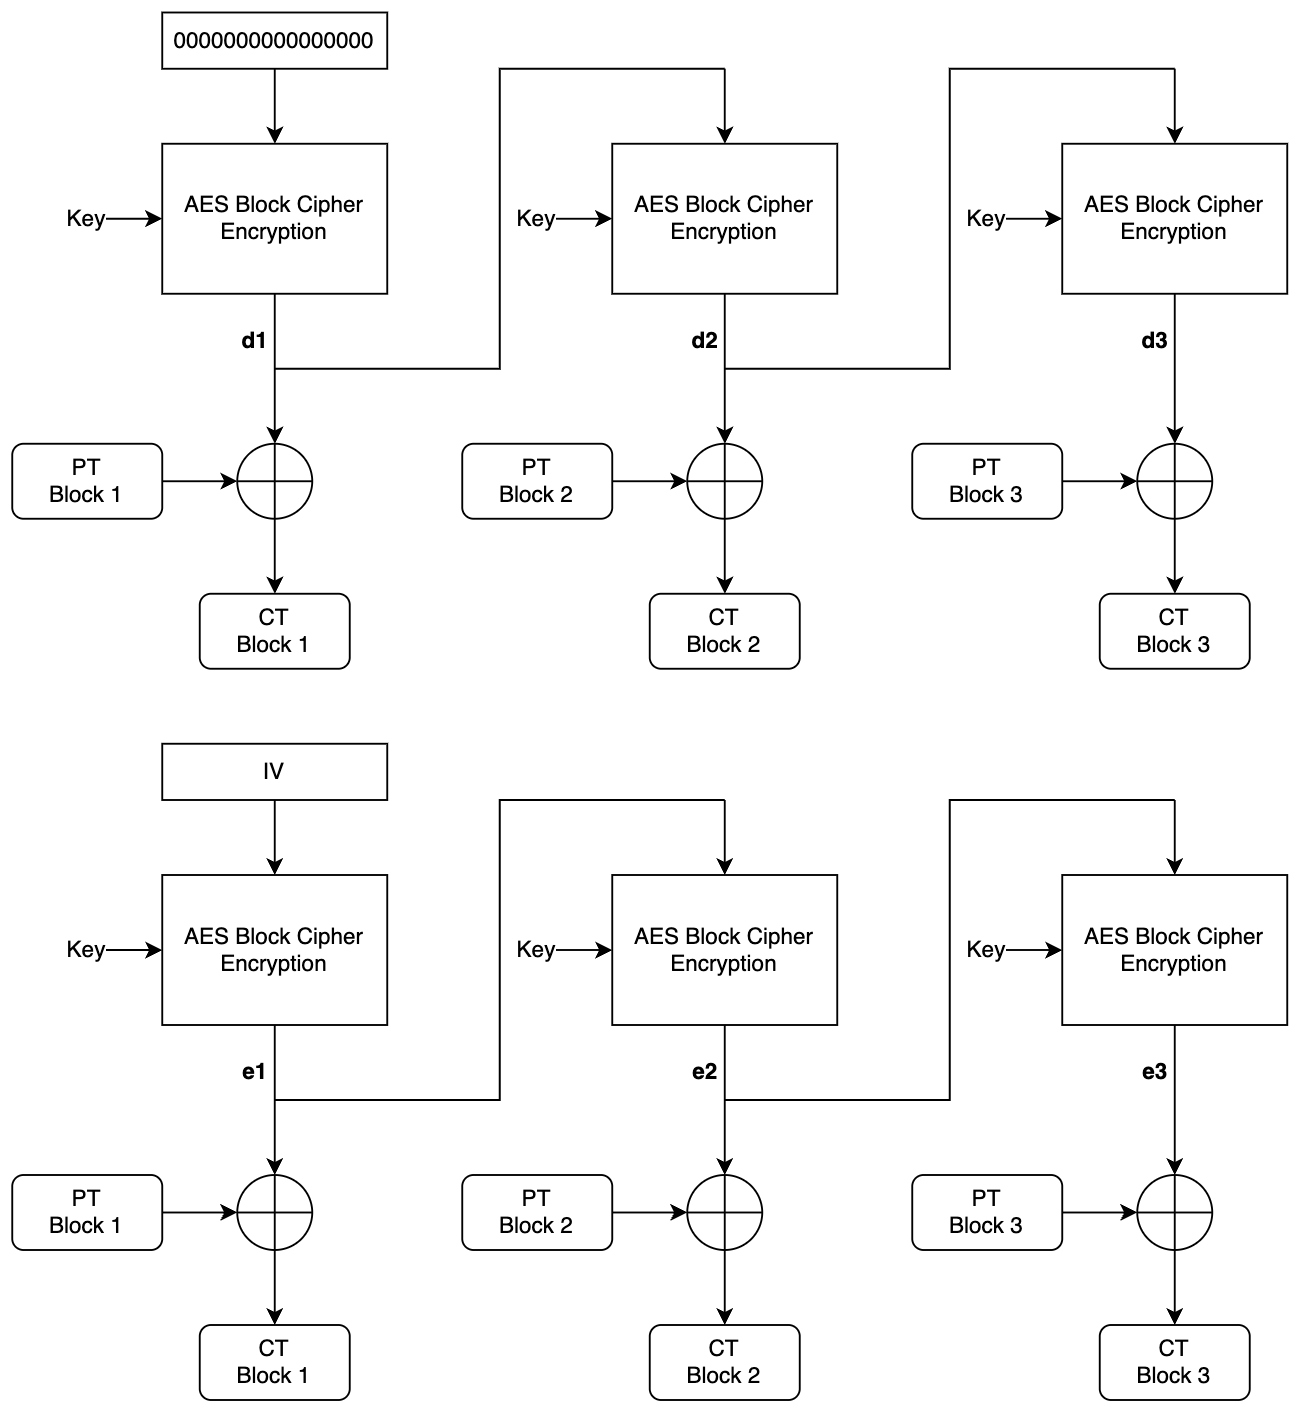 0000000000000000
Key
AES Block Cipher
Encryption
Key
AES Block Cipher
Encryption
Key
AES Block Cipher
Encryption
d1
d2
d3
PT
Block 1
PT
Block 2
PT
Block 3
CT
Block 1
CT
Block 2
CT
Block 3
IV
Key
AES Block Cipher
Encryption
Key
AES Block Cipher
Encryption
Key
AES Block Cipher
Encryption
e1
e2
e3
PT
Block 1
PT
Block 2
PT
Block 3
CT
Block 1
CT
Block 2
CT
Block 3